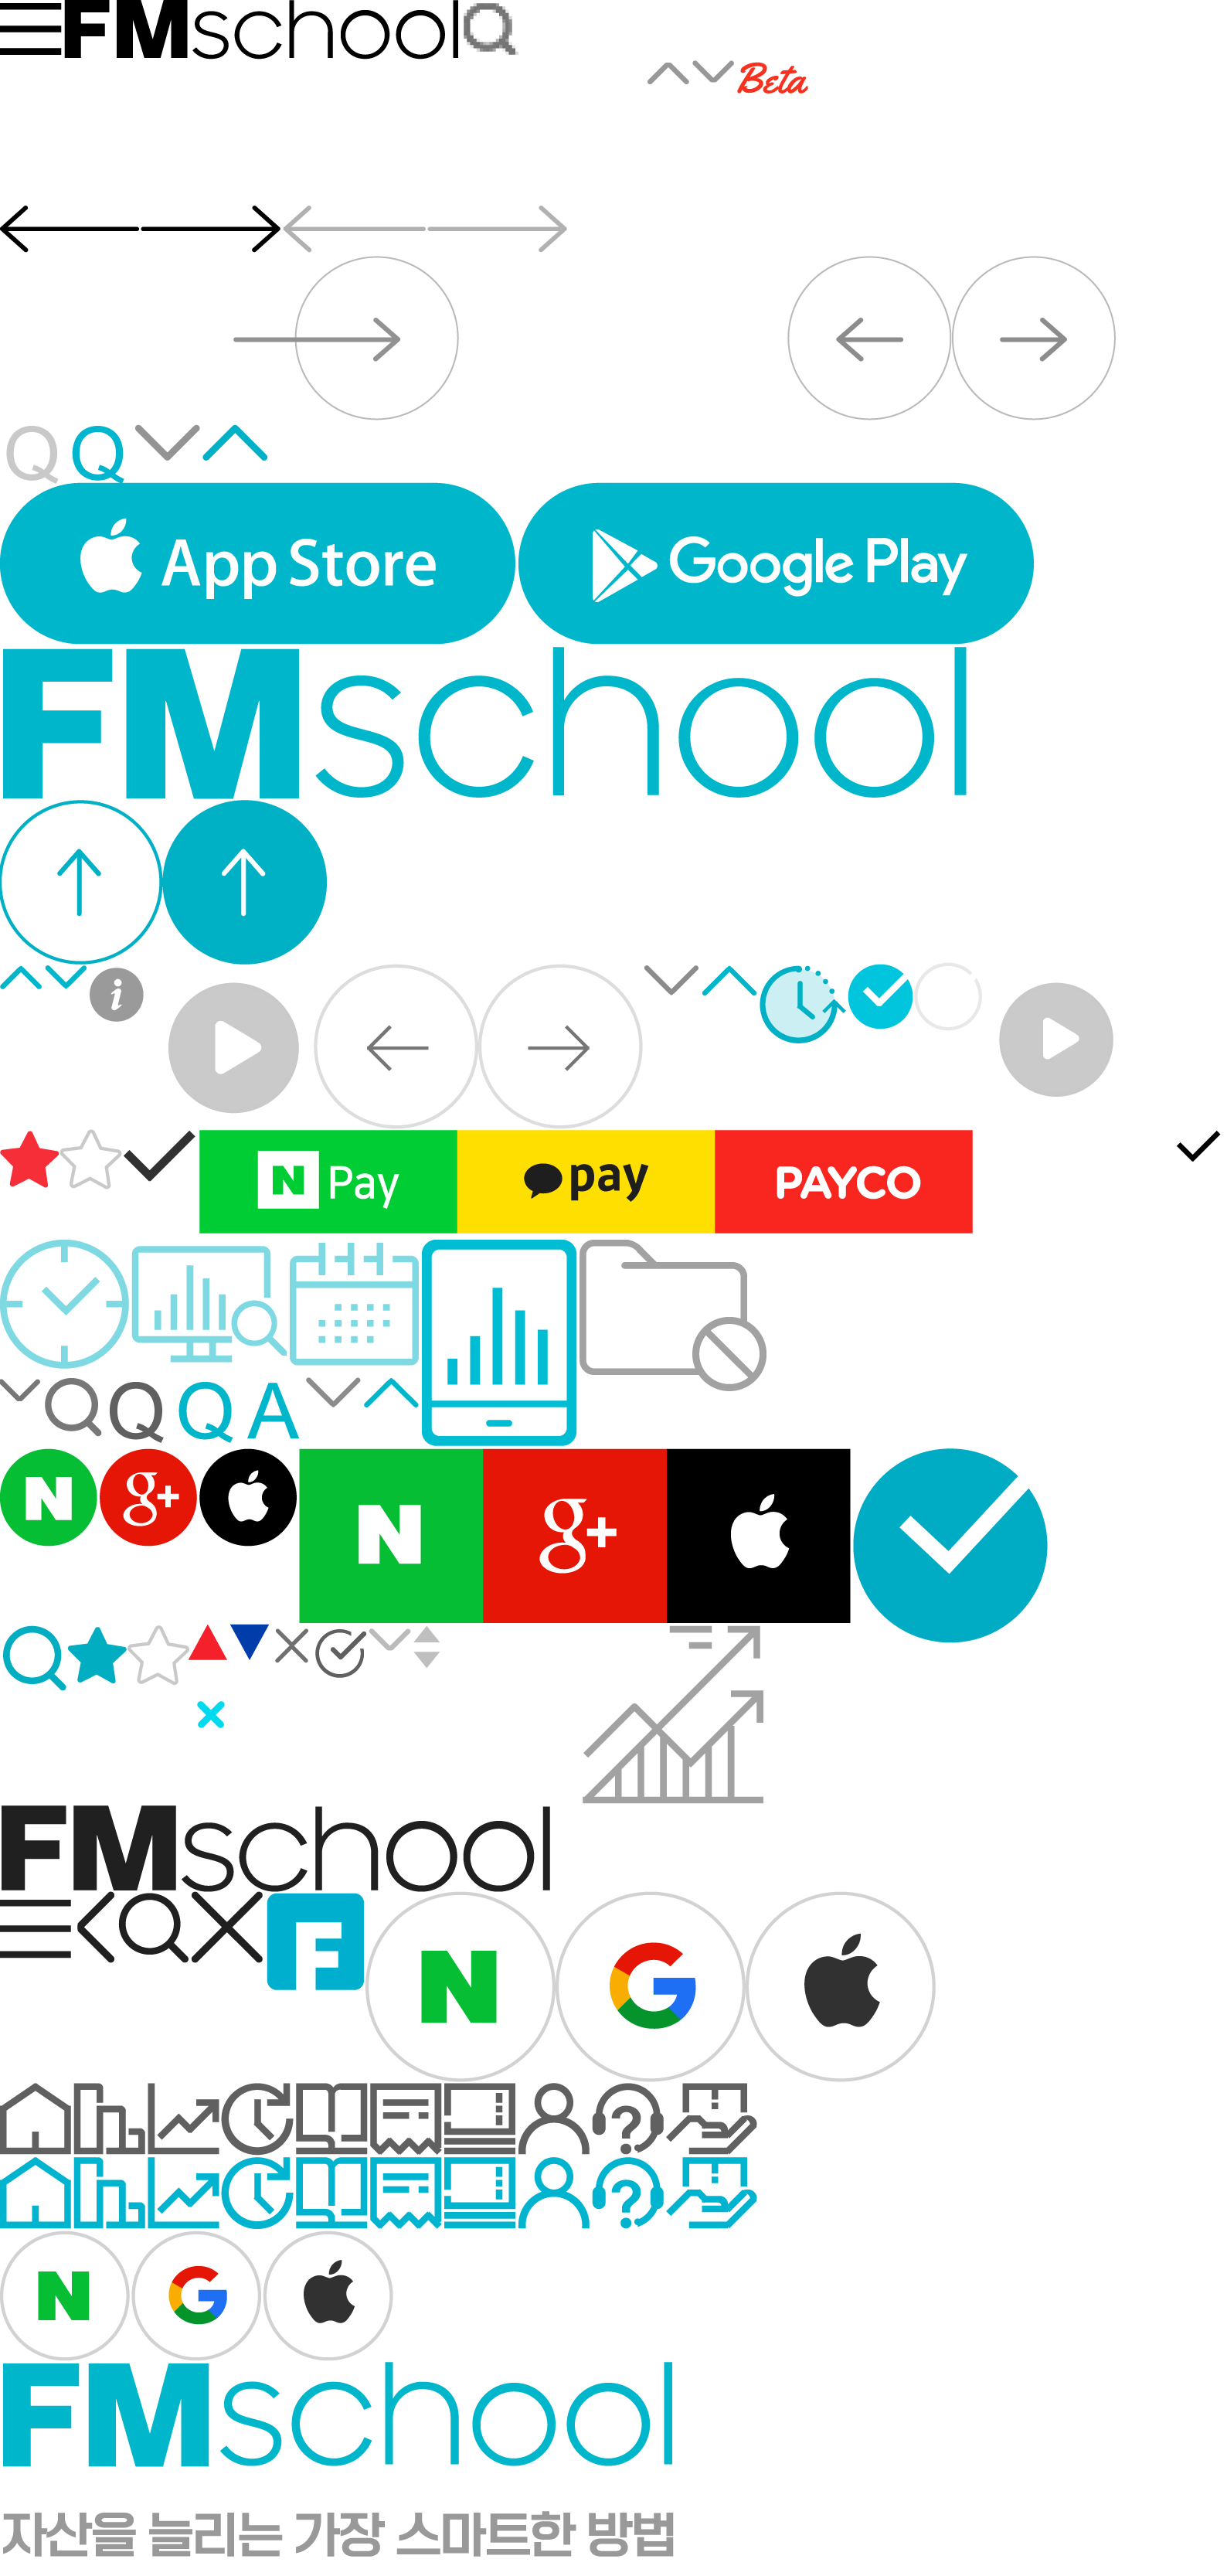 FMschool
Beta
Q Q
App Store Google Play
FMschool
i
N Pay pay PAYCO
Q Q A
N g+ N g+
FMschool
F N G
?
?
N G
FMschool
자산을 늘리는 가장 스마트한 방법